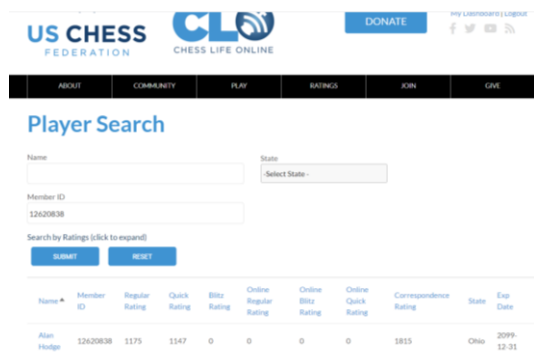 My Dashboard | Logout
US CHESS
FEDERATION
CLO
CHESS LIFE ONLINE
DONATE
ABOUT COMMUNITY PLAY RATINGS JOIN GIVE
Player Search
Name
State
-Select State -
Member ID
12620838
Search by Ratings (click to expand)
SUBMIT RESET
Name Member ID Regular Rating Quick Rating Blitz Rating Online Regular Rating Online Blitz Rating Online Quick Rating Correspondence Rating State Exp Date
Alan Hodge 12620838 1175 1147 0 0 0 0 1815 Ohio 2099-12-31